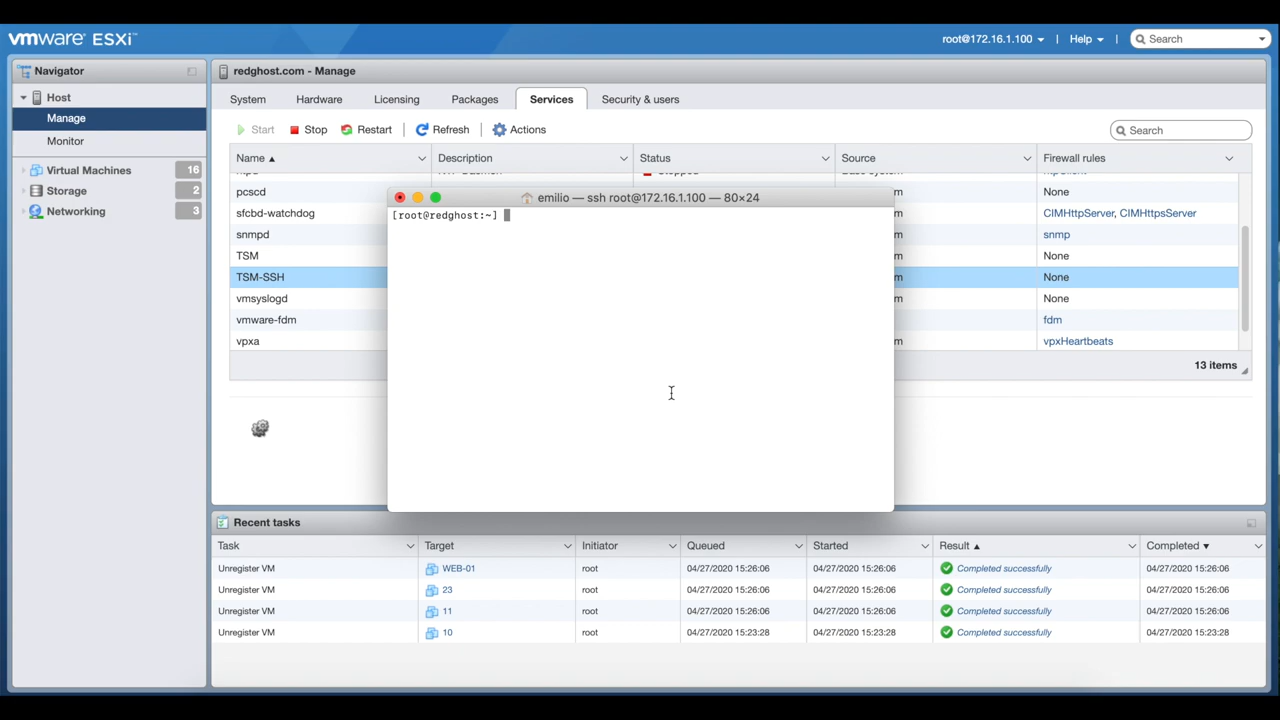 vmware ESXi™
root@172.16.1.100 | Help | Search
Navigator
Host
Manage
Monitor
Virtual Machines 16
Storage 2
Networking 3
redghost.com - Manage
System Hardware Licensing Packages Services Security & users
Start Stop Restart | Refresh | Actions Search
Name Description Status Source Firewall rules
pcscd None
sfcbd-watchdog CIMHttpServer, CIMHttpsServer
snmpd snmp
TSM None
TSM-SSH None
vmsyslogd None
vmware-fdm fdm
vpxa vpxHeartbeats
13 items
emilio — ssh root@172.16.1.100 — 80×24
[root@redghost:~]
Recent tasks
Task Target Initiator Queued Started Result Completed
Unregister VM WEB-01 root 04/27/2020 15:26:06 04/27/2020 15:26:06 Completed successfully 04/27/2020 15:26:06
Unregister VM 23 root 04/27/2020 15:26:06 04/27/2020 15:26:06 Completed successfully 04/27/2020 15:26:06
Unregister VM 11 root 04/27/2020 15:26:06 04/27/2020 15:26:06 Completed successfully 04/27/2020 15:26:06
Unregister VM 10 root 04/27/2020 15:23:28 04/27/2020 15:23:28 Completed successfully 04/27/2020 15:23:28